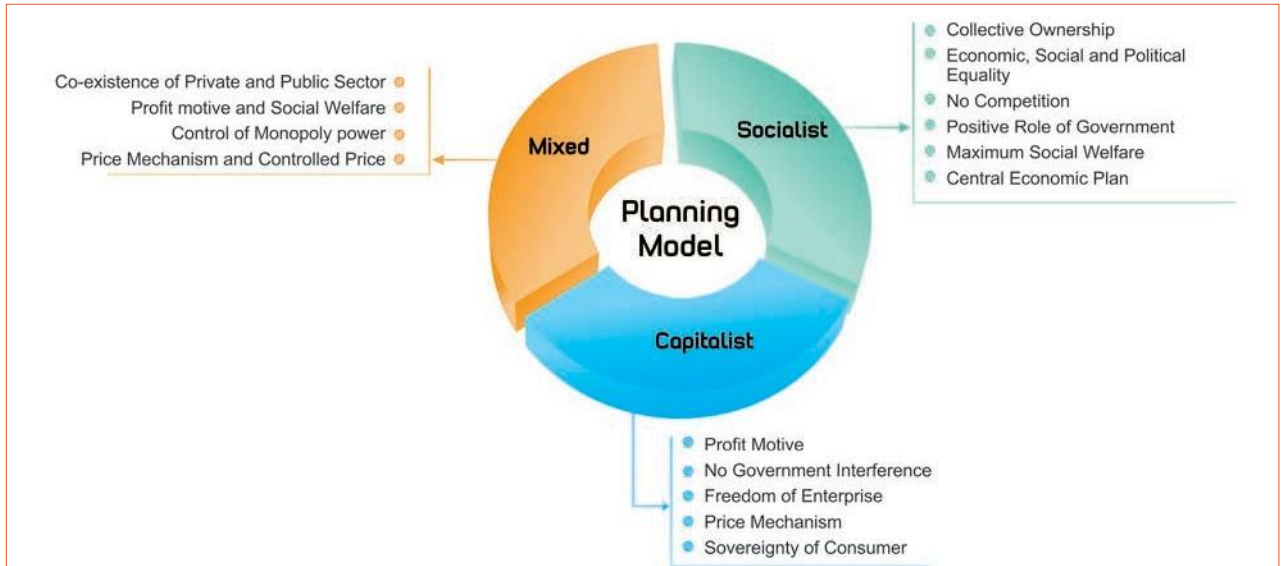 Co-existence of Private and Public Sector
Profit motive and Social Welfare
Control of Monopoly power
Price Mechanism and Controlled Price
Mixed
Socialist
Collective Ownership
Economic, Social and Political
Equality
No Competition
Positive Role of Government
Maximum Social Welfare
Central Economic Plan
Planning
Model
Capitalist
Profit Motive
No Government Interference
Freedom of Enterprise
Price Mechanism
Sovereignty of Consumer